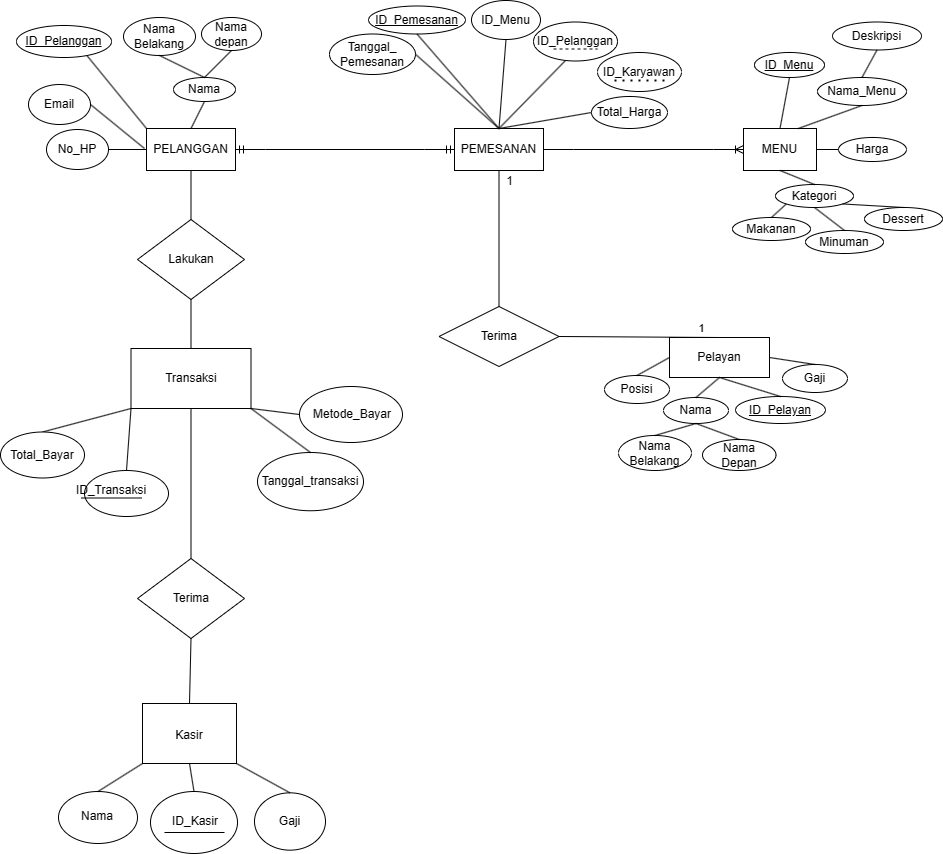 ID_Pelanggan
Nama
Belakang
Nama
depan
Nama
Email
No_HP
PELANGGAN
ID_Pemesanan
ID_Menu
Tanggal_
Pemesanan
ID_Pelanggan
ID_Karyawan
Total_Harga
PEMESANAN
1
Deskripsi
ID_Menu
Nama_Menu
MENU
Harga
Kategori
Makanan
Minuman
Dessert
Lakukan
Terima
1
Pelayan
Posisi
Gaji
Nama
ID_Pelayan
Nama
Belakang
Nama
Depan
Transaksi
Metode_Bayar
Total_Bayar
ID_Transaksi
Tanggal_transaksi
Terima
Kasir
Nama
ID_Kasir
Gaji